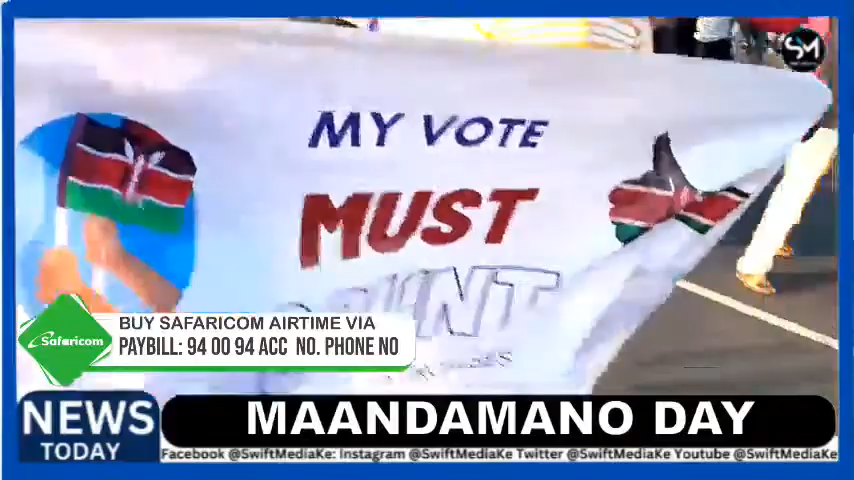 SM
MY VOTE
MUST
Safaricom
BUY SAFARICOM AIRTIME VIA
PAYBILL: 94 00 94 ACC NO. PHONE NO
NEWS
TODAY
MAANDAMANO DAY
Facebook @SwiftMediaKe: Instagram @SwiftMediaKe Twitter @SwiftMediaKe Youtube @SwiftMediaKe